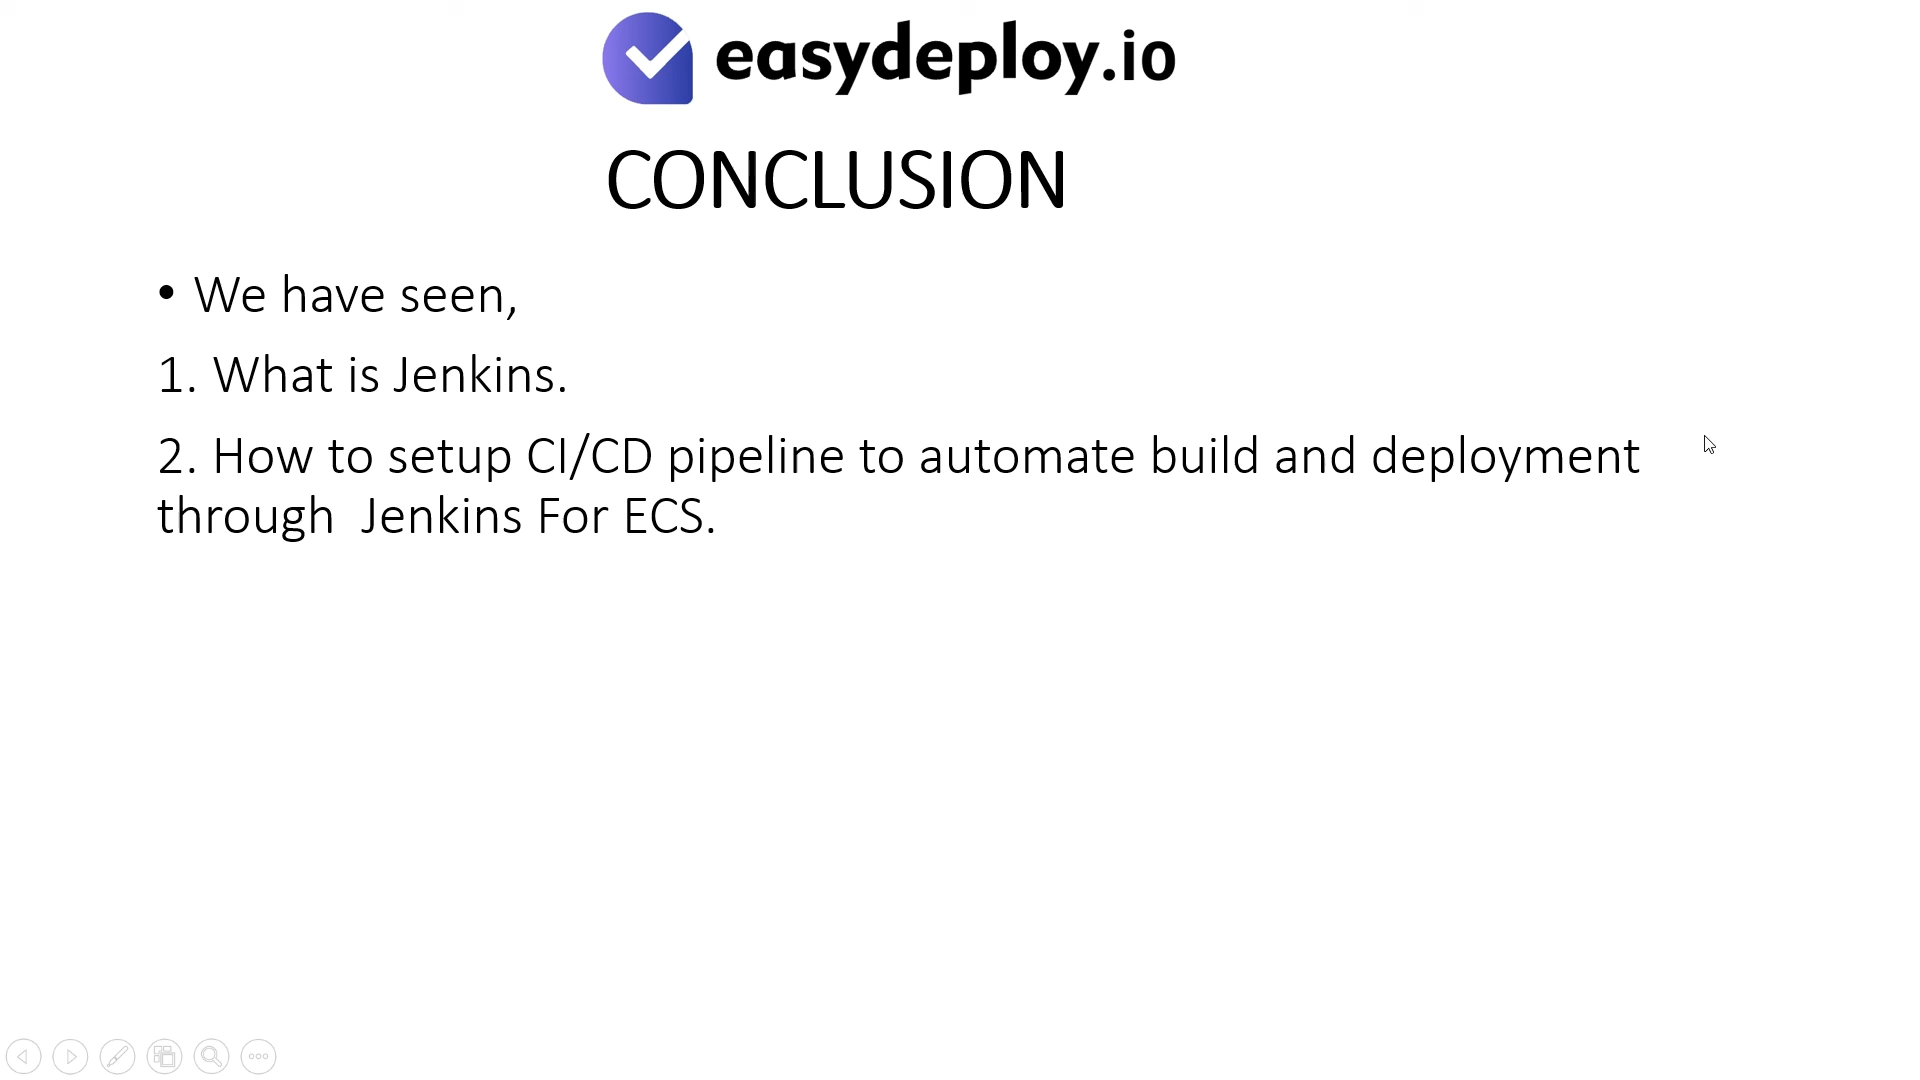 easydeploy.io
CONCLUSION
• We have seen,
1. What is Jenkins.
2. How to setup CI/CD pipeline to automate build and deployment
through  Jenkins For ECS.